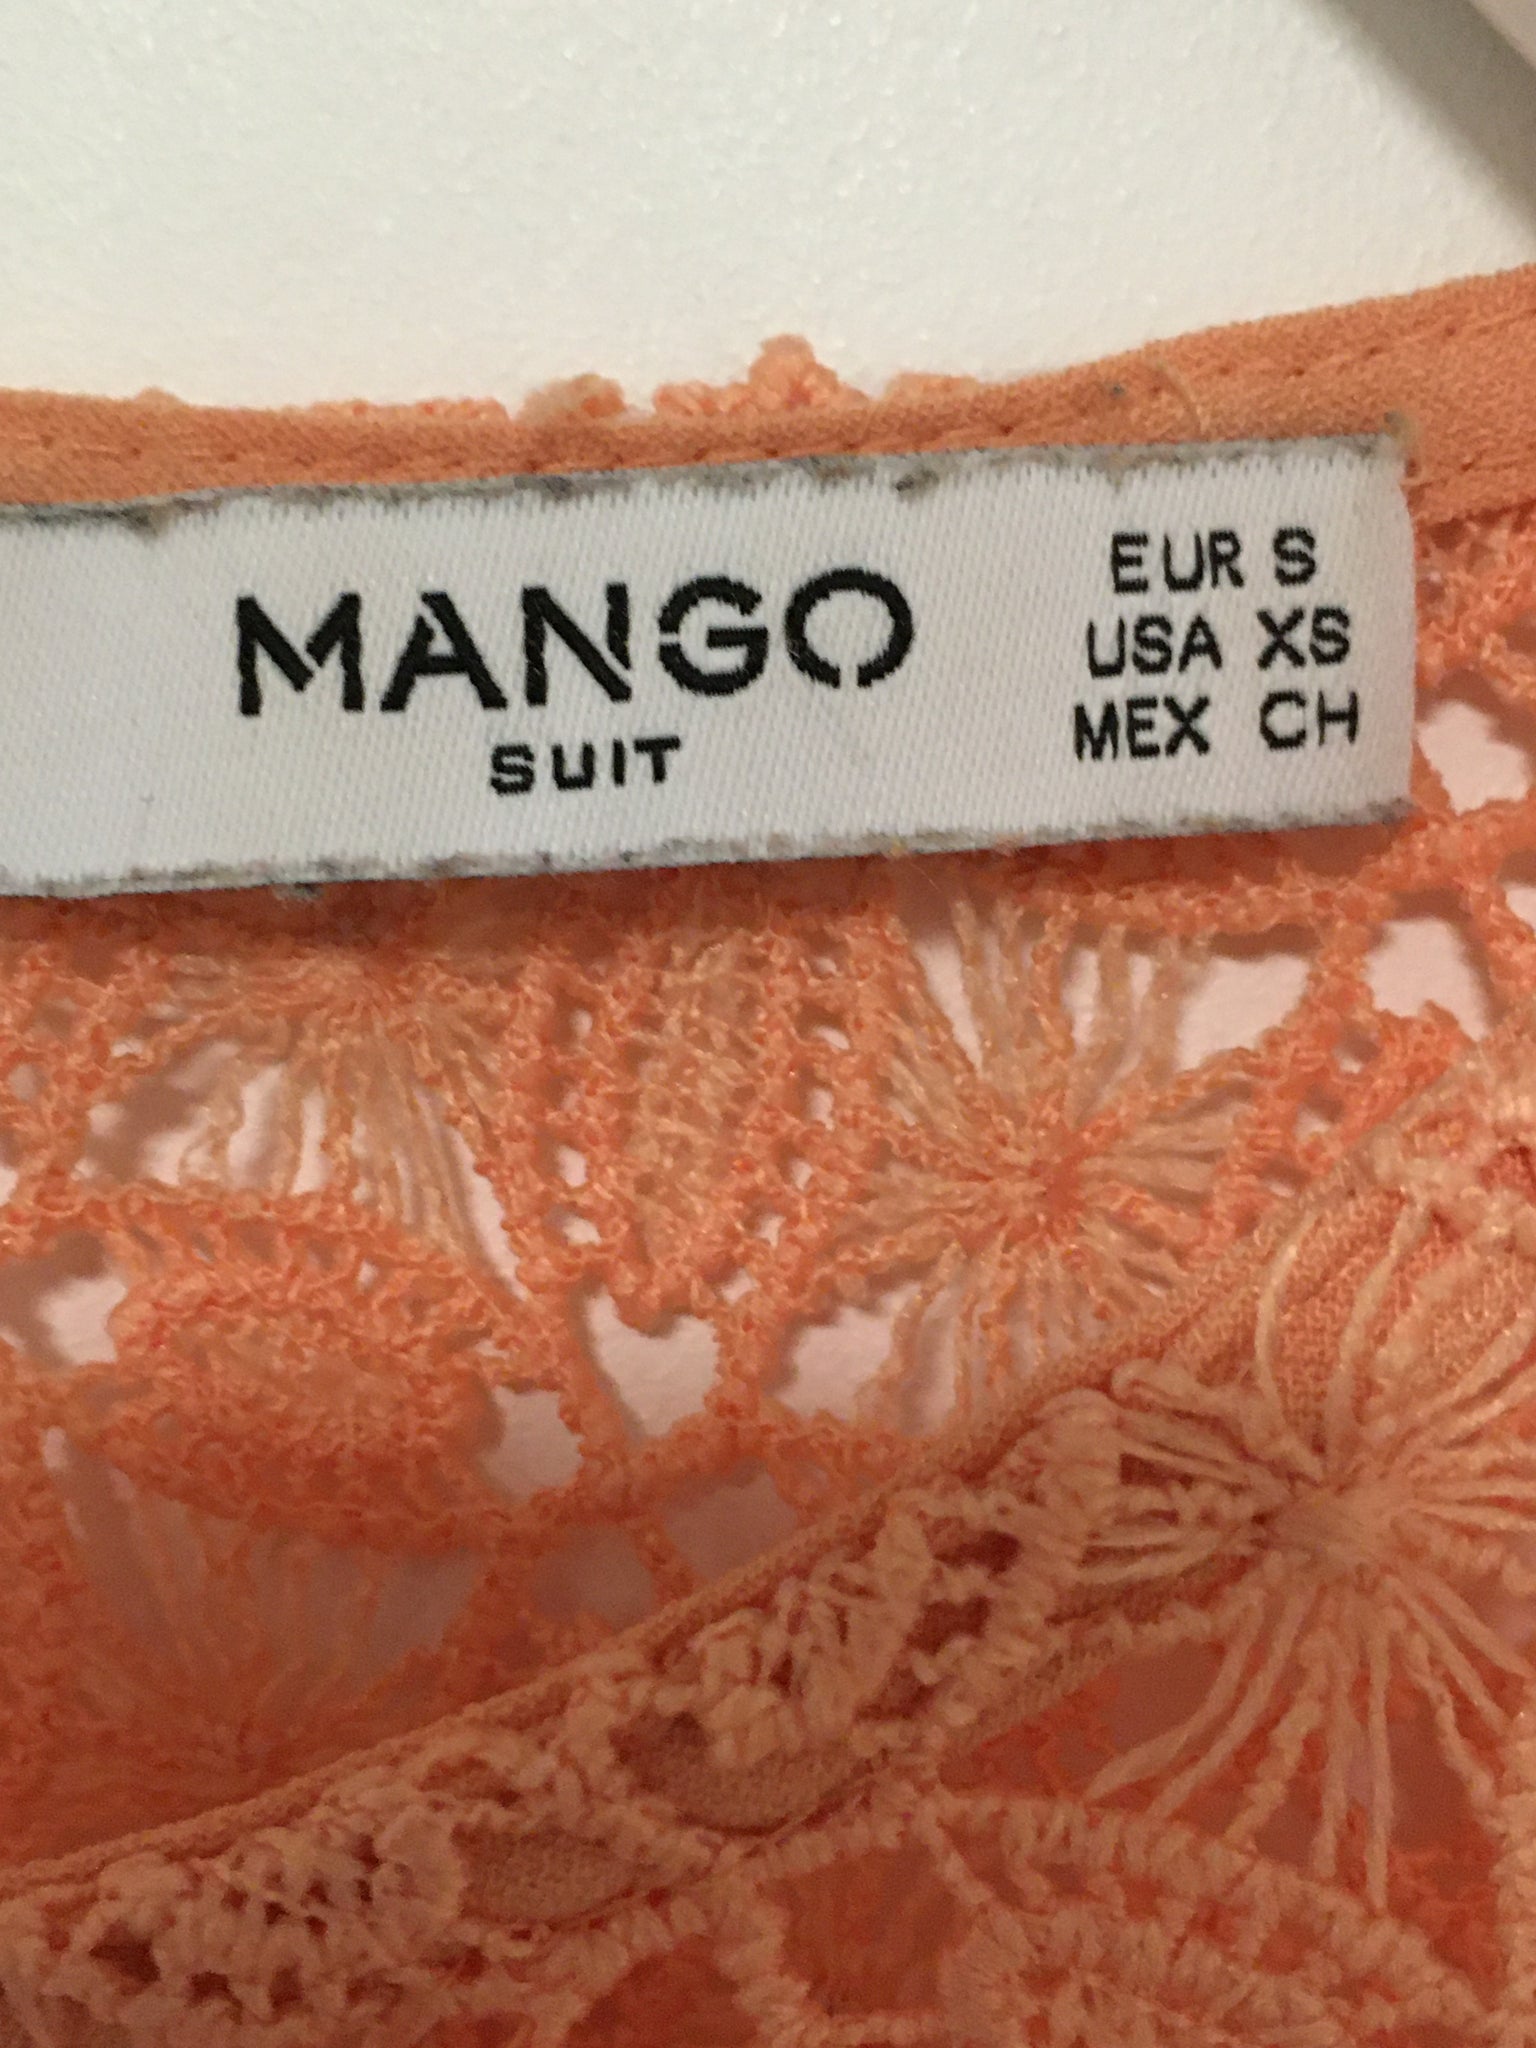 MANGO
SUIT
EUR S
USA XS
MEX CH